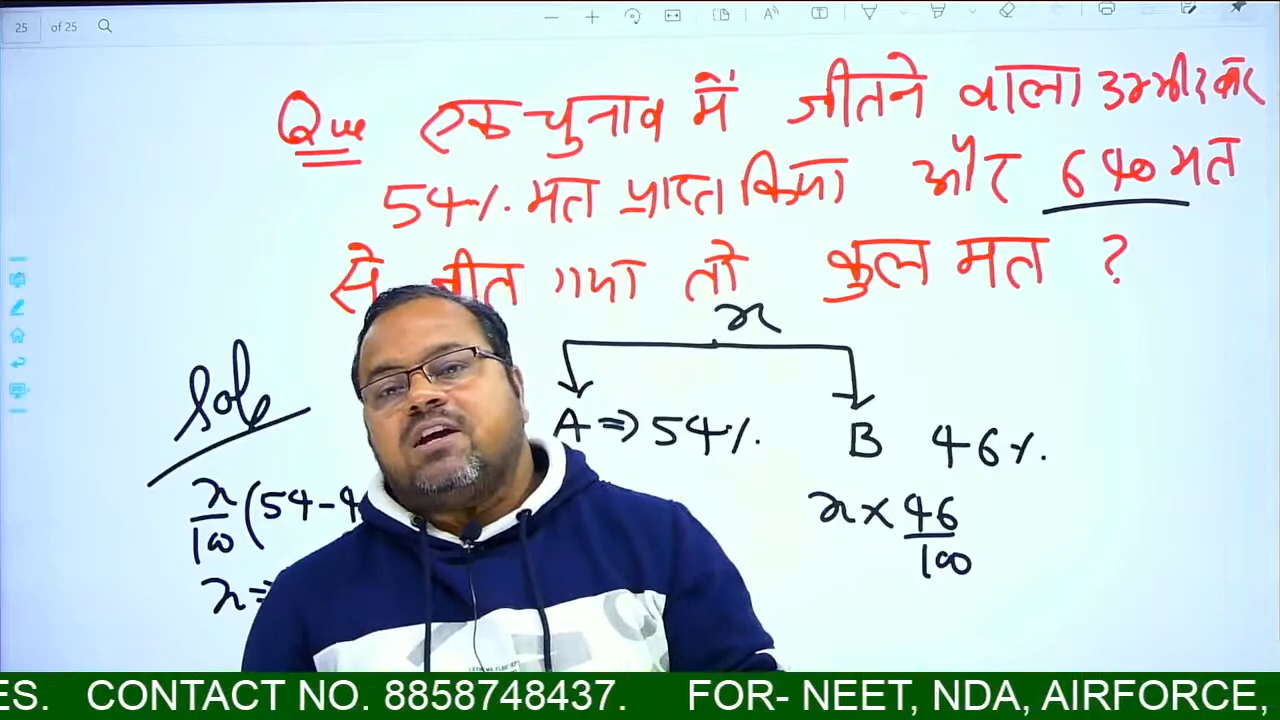 25 of 25
Que एक चुनाव में जीतने वाला उम्मीदवार
54% मत प्राप्त किया और 640 मत
से जीत गया तो कुल मत ?
x
Sol
A ⇒ 54%. B 46%.
x/100 (54-4
x × 46/100
x =
ES. CONTACT NO. 8858748437. FOR- NEET, NDA, AIRFORCE,